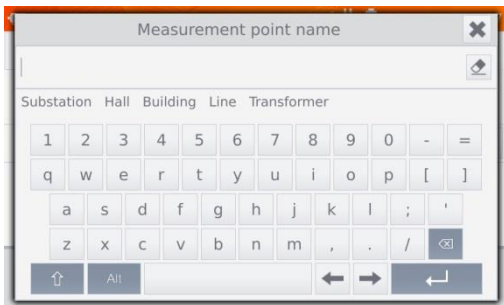 Measurement point name
Substation Hall Building Line Transformer
1 2 3 4 5 6 7 8 9 0 - =
q w e r t y u i o p [ ]
a s d f g h j k l ; '
z x c v b n m , . /
Alt